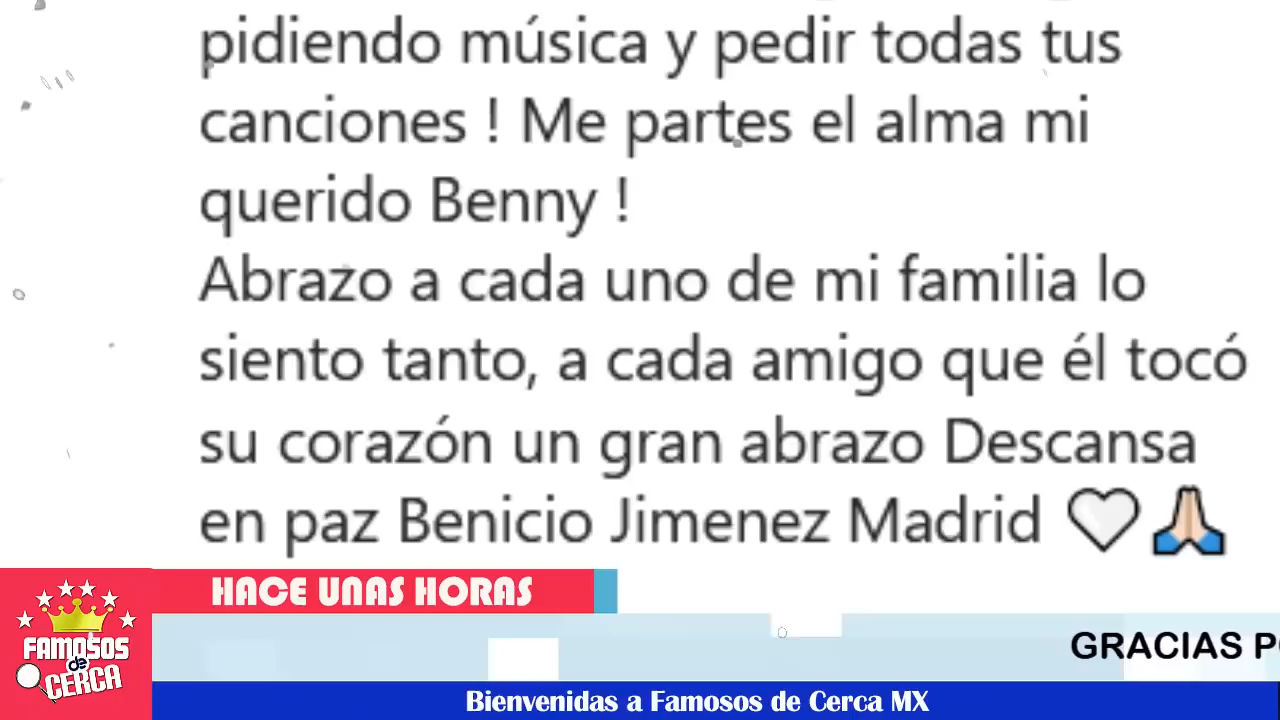 pidiendo música y pedir todas tus
canciones ! Me partes el alma mi
querido Benny !
Abrazo a cada uno de mi familia lo
siento tanto, a cada amigo que él tocó
su corazón un gran abrazo Descansa
en paz Benicio Jimenez Madrid 🤍🙏🏻
HACE UNAS HORAS
FAMOSOS
de
CERCA
GRACIAS
Bienvenidas a Famosos de Cerca MX